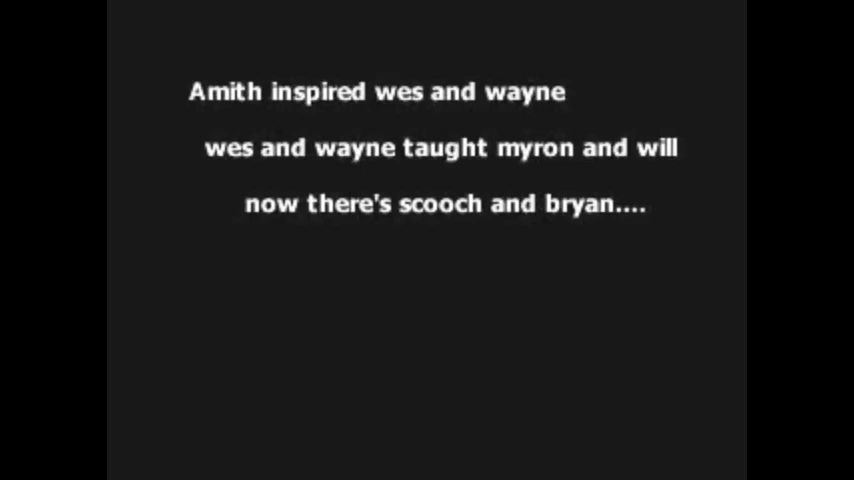 Amith inspired wes and wayne
wes and wayne taught myron and will
now there's scooch and bryan....